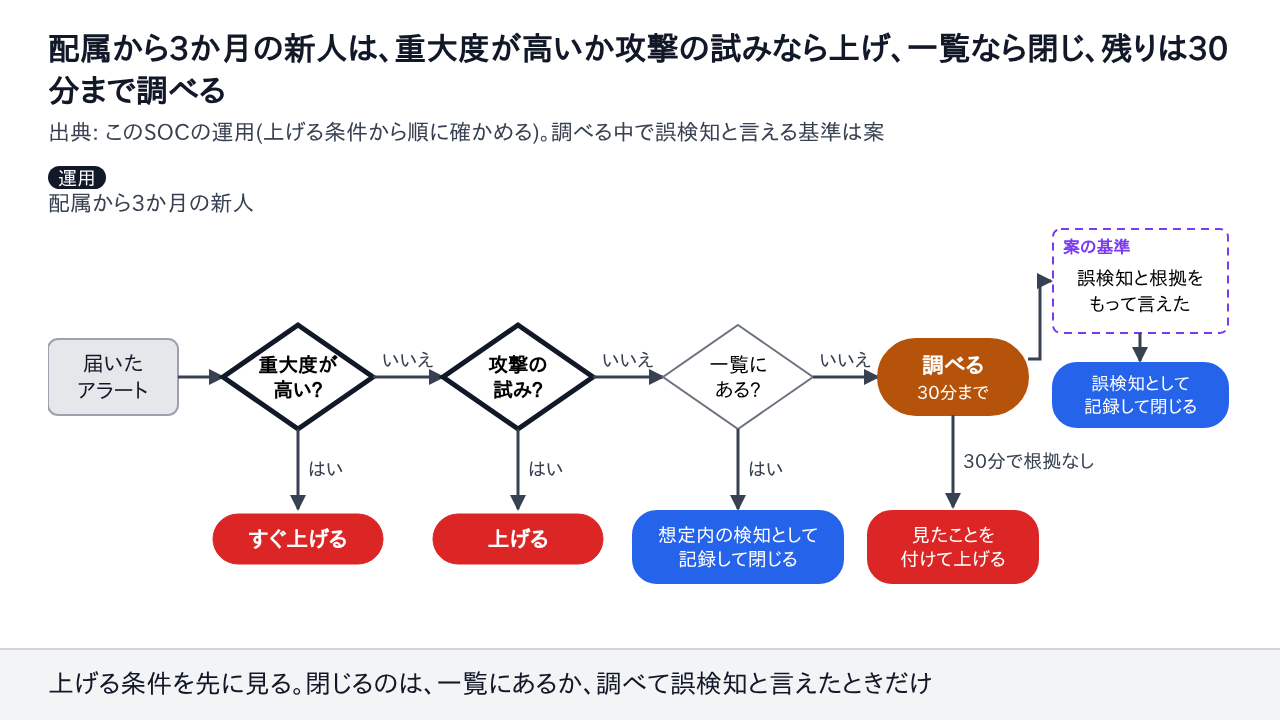 配属から3か月の新人は、重大度が高いか攻撃の試みなら上げ、一覧なら閉じ、残りは30
分まで調べる
出典: このSOCの運用(上げる条件から順に確かめる)。調べる中で誤検知と言える基準は案
運用
配属から3か月の新人
案の基準
誤検知と根拠を
もって言えた
届いた
アラート
重大度が
高い?
いいえ
攻撃の
試み?
いいえ
一覧に
ある?
いいえ
調べる
30分まで
誤検知として
記録して閉じる
はい
はい
はい
30分で根拠なし
すぐ上げる
上げる
想定内の検知として
記録して閉じる
見たことを
付けて上げる
上げる条件を先に見る。閉じるのは、一覧にあるか、調べて誤検知と言えたときだけ